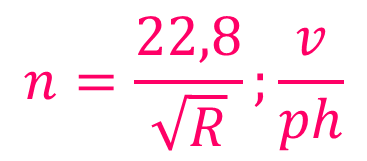 n = 22,8/√R ; v/ph